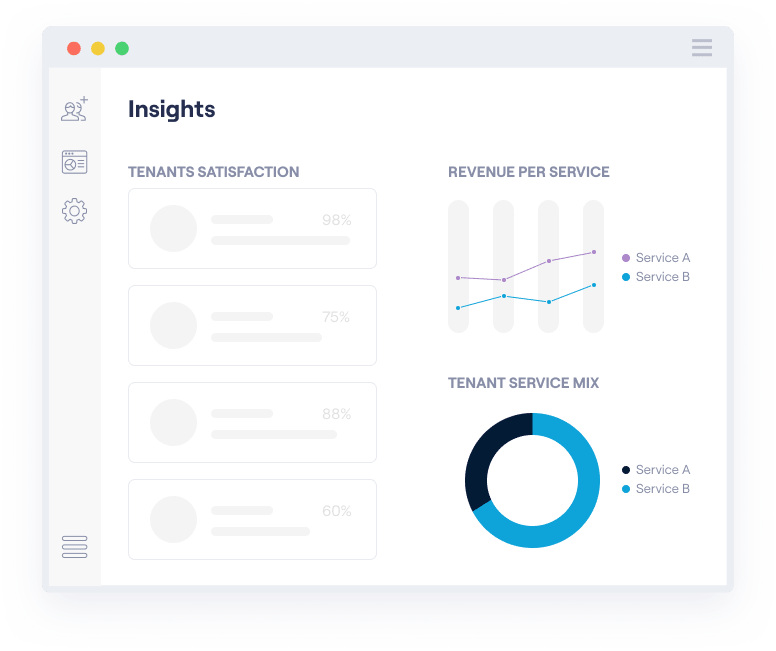 Insights
TENANTS SATISFACTION
98%
75%
88%
60%
REVENUE PER SERVICE
Service A
Service B
TENANT SERVICE MIX
Service A
Service B